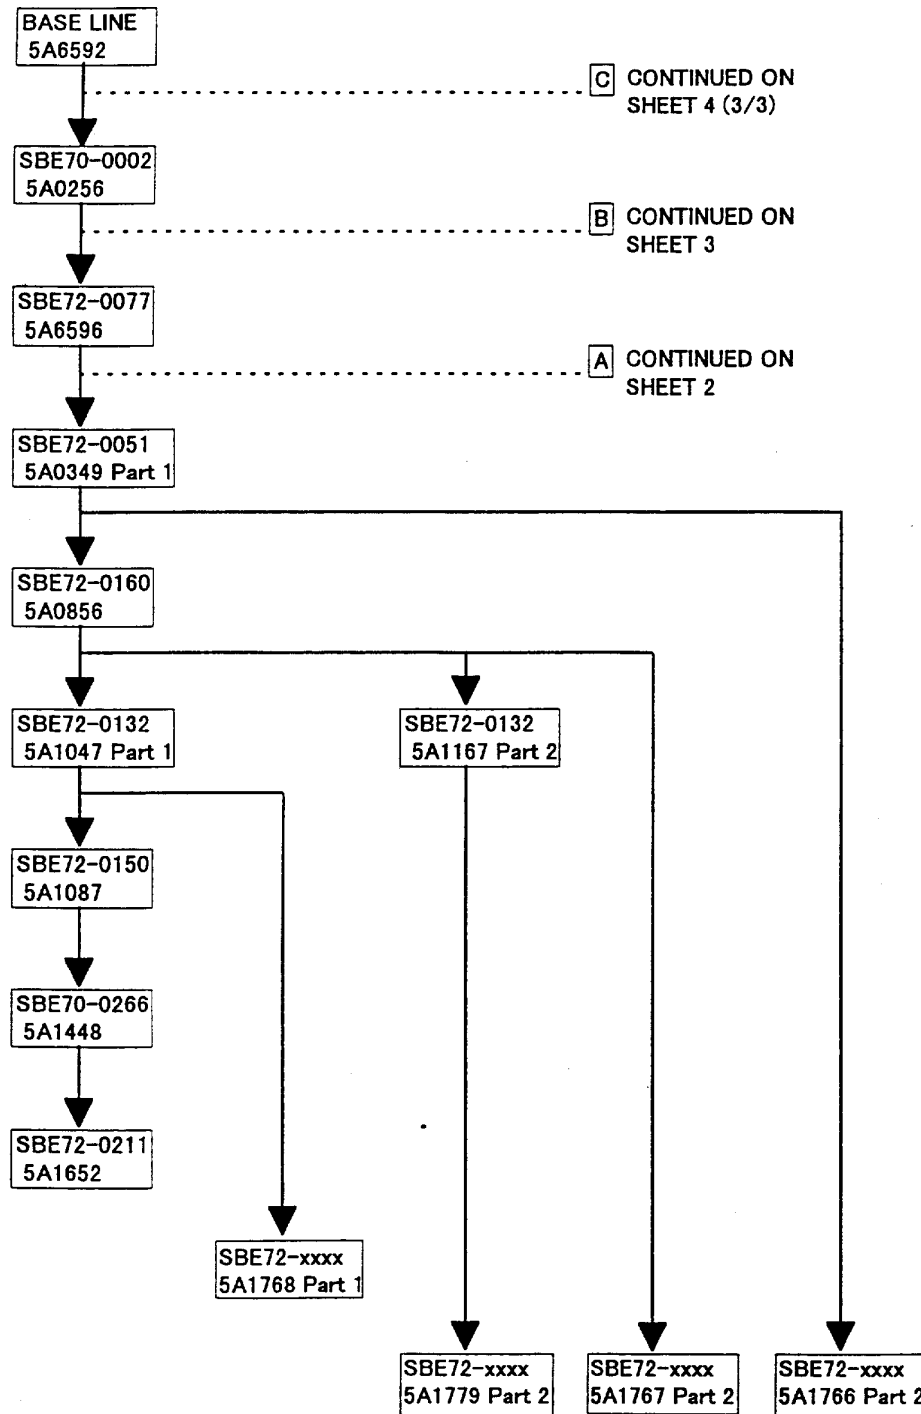 BASE LINE
5A6592
C CONTINUED ON
SHEET 4 (3/3)
SBE70-0002
5A0256
B CONTINUED ON
SHEET 3
SBE72-0077
5A6596
A CONTINUED ON
SHEET 2
SBE72-0051
5A0349 Part 1
SBE72-0160
5A0856
SBE72-0132
5A1047 Part 1
SBE72-0132
5A1167 Part 2
SBE72-0150
5A1087
SBE70-0266
5A1448
SBE72-0211
5A1652
SBE72-xxxx
5A1768 Part 1
SBE72-xxxx
5A1779 Part 2
SBE72-xxxx
5A1767 Part 2
SBE72-xxxx
5A1766 Part 2